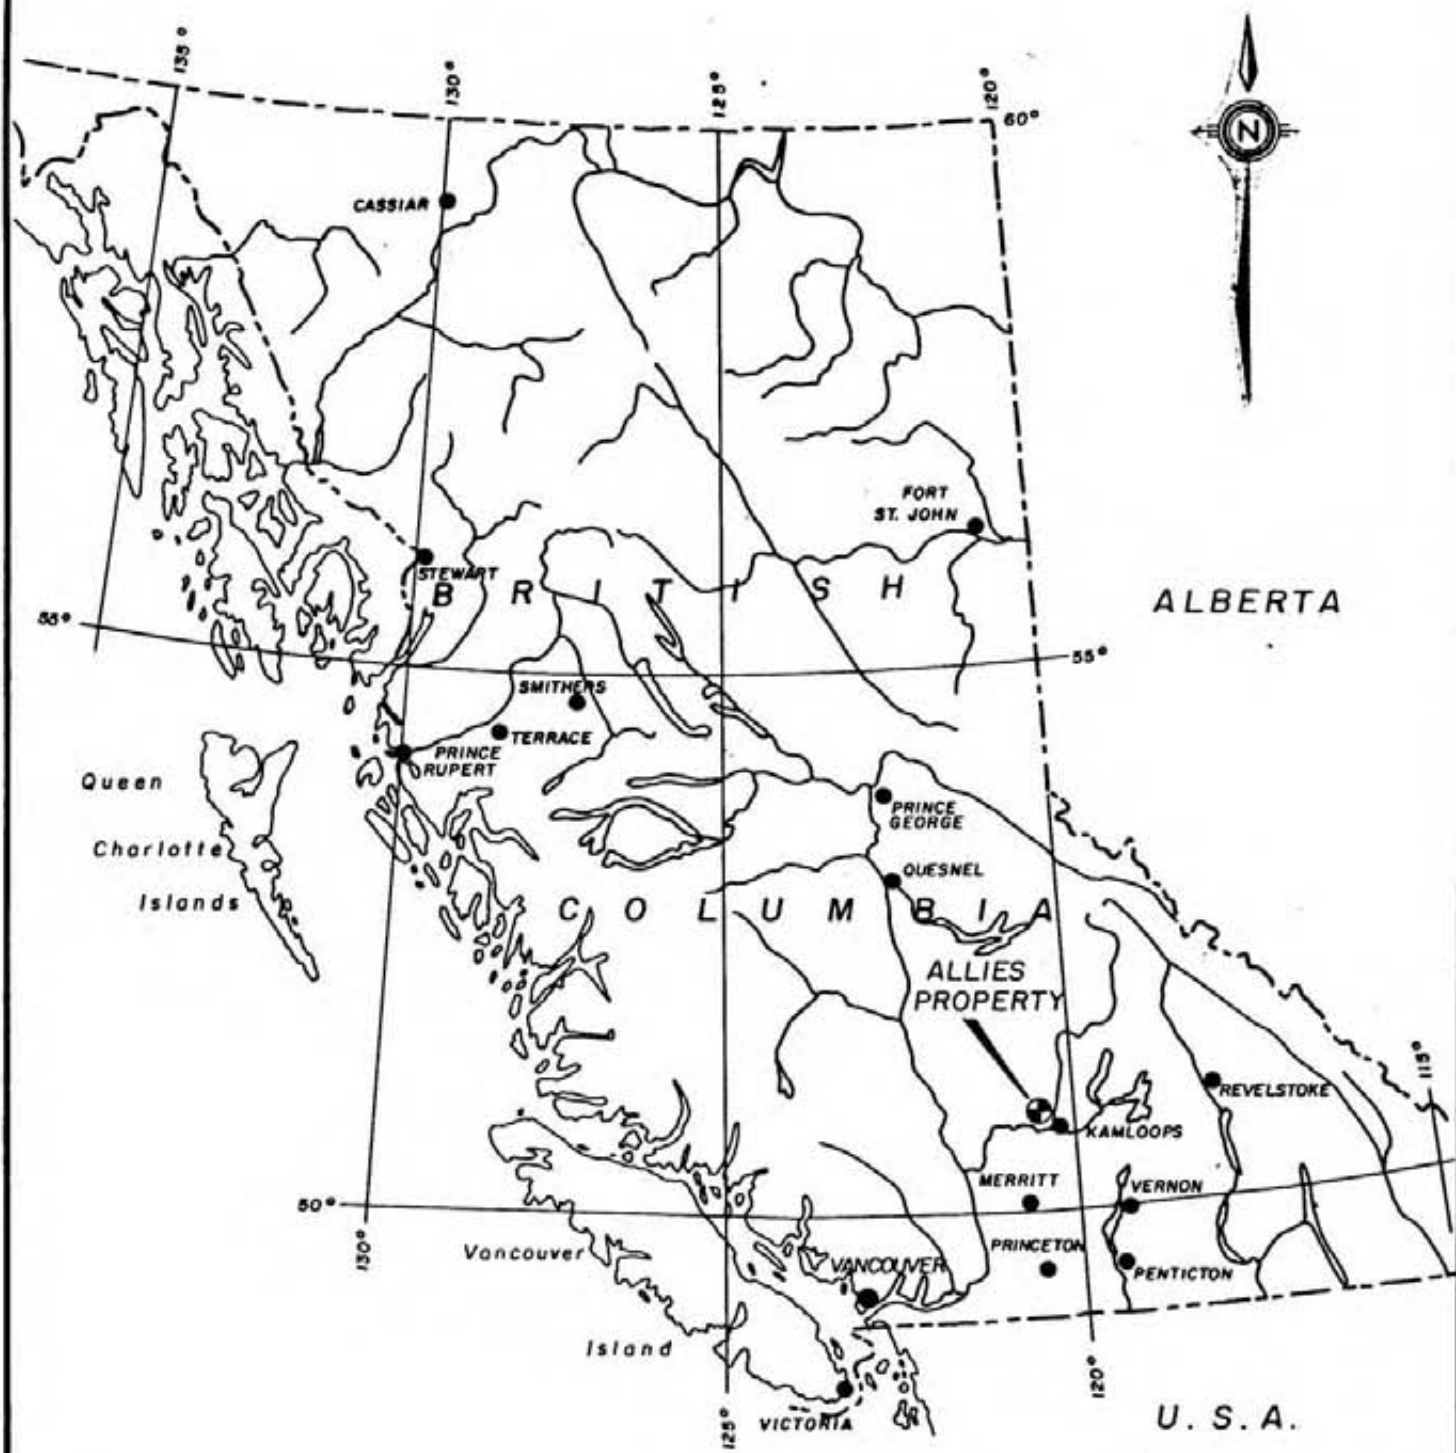 135°
130°
125°
120°
60°
N
CASSIAR
FORT
ST. JOHN
STEWART
BRITISH
ALBERTA
55°
55°
SMITHERS
TERRACE
PRINCE
RUPERT
Queen
Charlotte
Islands
PRINCE
GEORGE
QUESNEL
COLUMBIA
ALLIES
PROPERTY
115°
REVELSTOKE
KAMLOOPS
MERRITT
VERNON
50°
130°
Vancouver
PRINCETON
VANCOUVER
PENTICTON
Island
120°
VICTORIA
125°
U.S.A.